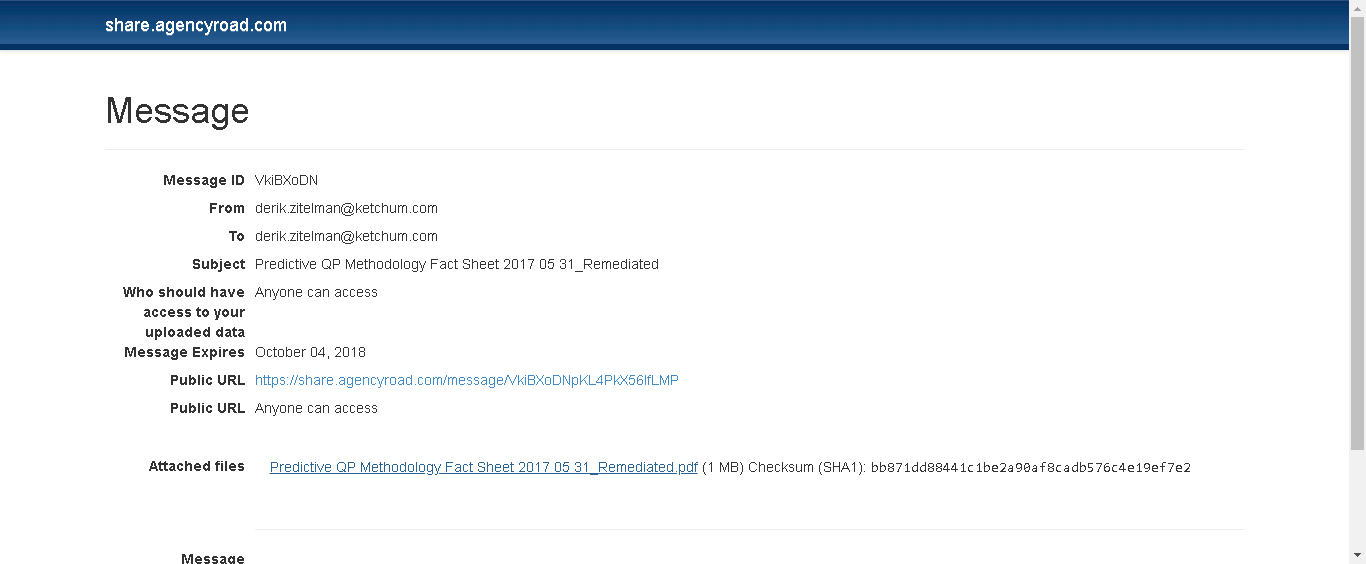 share.agencyroad.com
Message
Message ID VkiBXoDN
From derik.zitelman@ketchum.com
To derik.zitelman@ketchum.com
Subject Predictive QP Methodology Fact Sheet 2017 05 31_Remediated
Who should have Anyone can access
access to your
uploaded data
Message Expires October 04, 2018
Public URL https://share.agencyroad.com/message/VkiBXoDNpKL4PkX56IfLMP
Public URL Anyone can access
Attached files Predictive QP Methodology Fact Sheet 2017 05 31_Remediated.pdf (1 MB) Checksum (SHA1): bb871dd88441c1be2a90af8cadb576c4e19ef7e2
Message